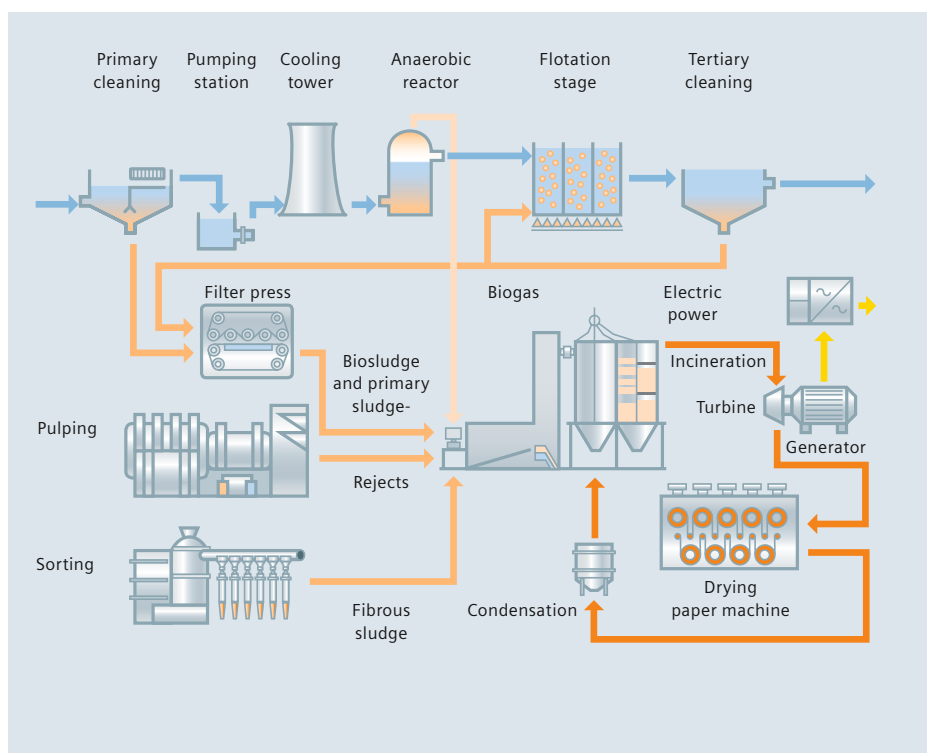 Primary
cleaning
Pumping
station
Cooling
tower
Anaerobic
reactor
Flotation
stage
Tertiary
cleaning
Filter press
Biogas
Electric
power
Biosludge
and primary
sludge-
Incineration
Turbine
Generator
Pulping
Rejects
Sorting
Fibrous
sludge
Condensation
Drying
paper machine